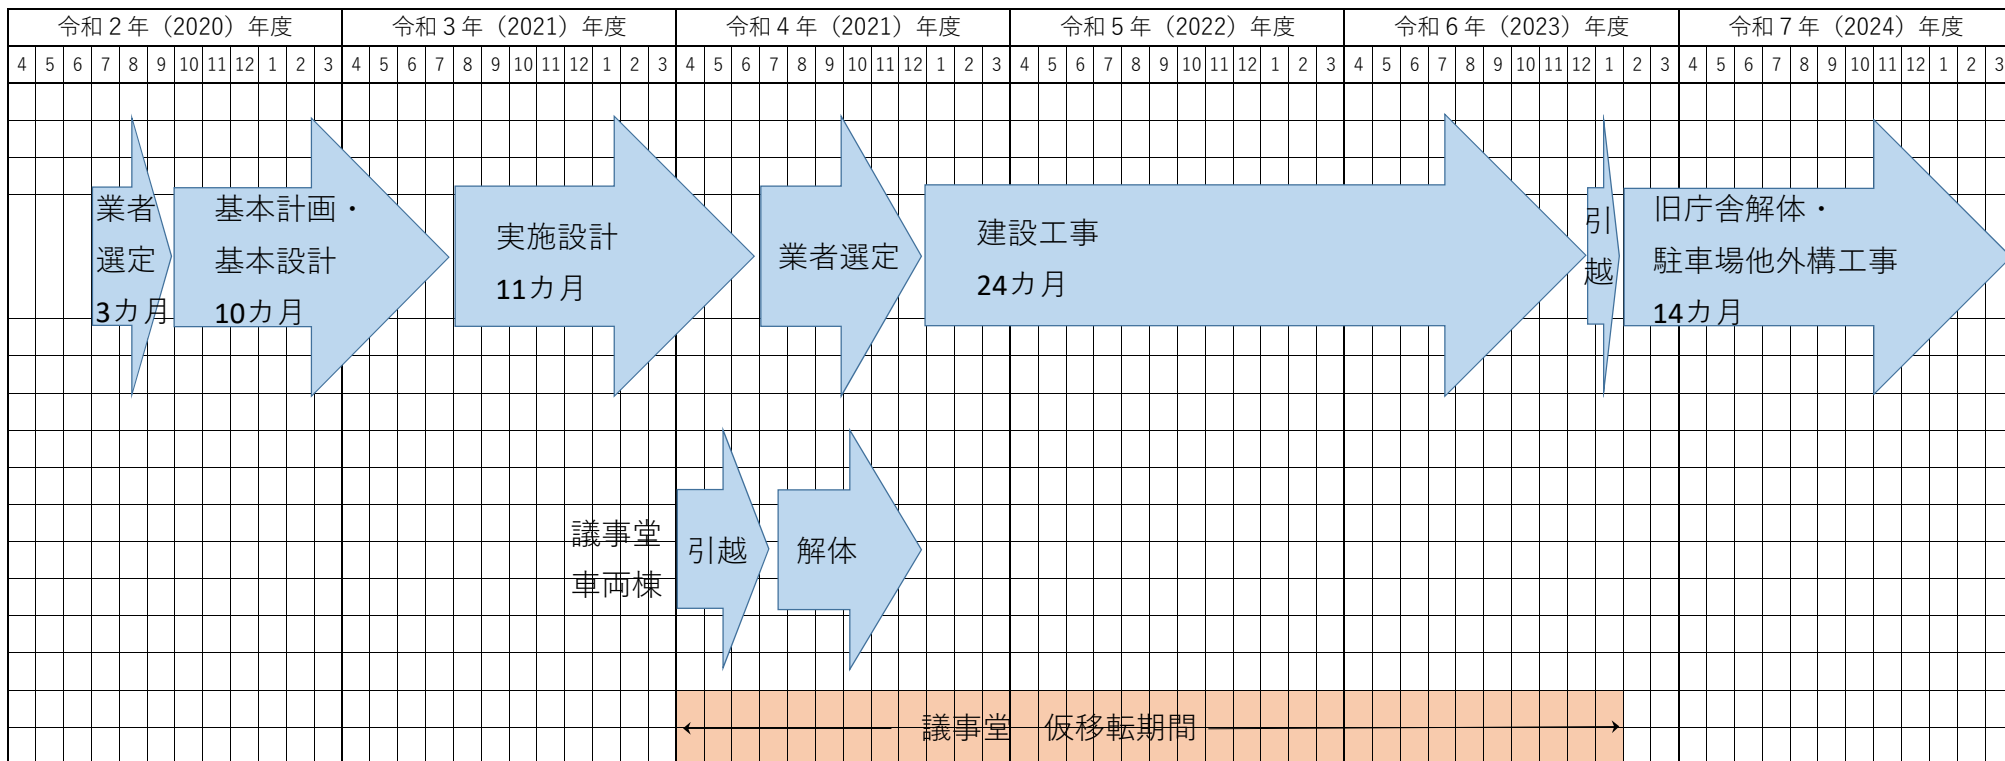 令和２年（2020）年度 令和３年（2021）年度 令和４年（2021）年度 令和５年（2022）年度 令和６年（2023）年度 令和７年（2024）年度
4 5 6 7 8 9 10 11 12 1 2 3 4 5 6 7 8 9 10 11 12 1 2 3 4 5 6 7 8 9 10 11 12 1 2 3 4 5 6 7 8 9 10 11 12 1 2 3 4 5 6 7 8 9 10 11 12 1 2 3 4 5 6 7 8 9 10 11 12 1 2 3
業者
選定
3カ月
基本計画・
基本設計
10カ月
実施設計
11カ月
業者選定
建設工事
24カ月
引
越
旧庁舎解体・
駐車場他外構工事
14カ月
議事堂
車両棟
引越
解体
議事堂　仮移転期間